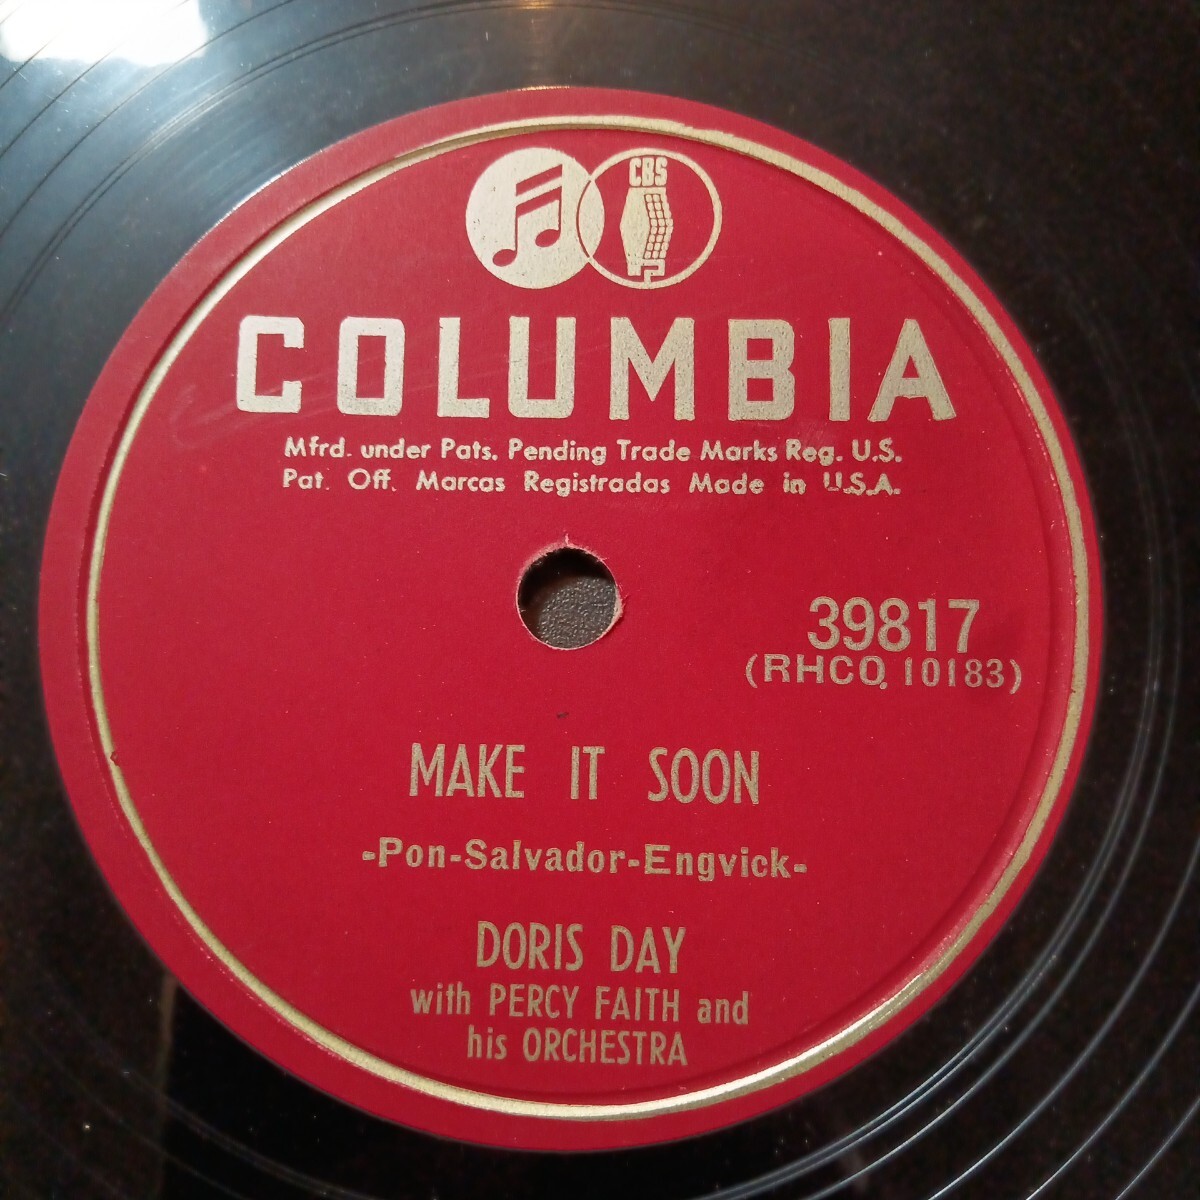 CBS
COLUMBIA
Mfrd. under Pats. Pending Trade Marks Reg. U.S.
Pat. Off. Marcas Registradas Made in U.S.A.
39817
(RHCO 10183)
MAKE IT SOON
-Pon-Salvador-Engvick-
DORIS DAY
with PERCY FAITH and
his ORCHESTRA